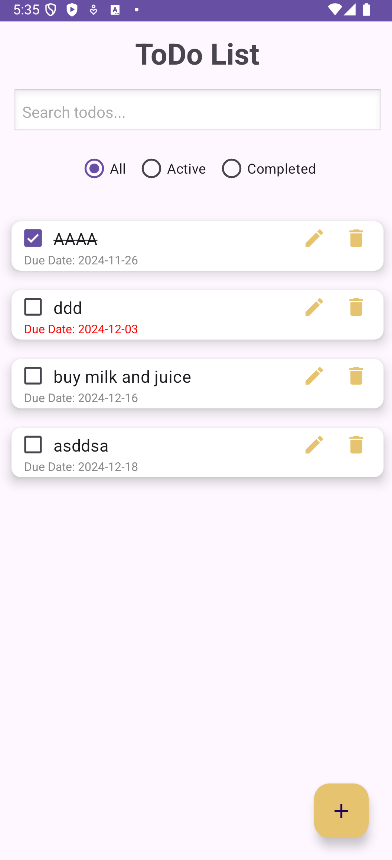 5:35
ToDo List
Search todos...
All Active Completed
AAAA
Due Date: 2024-11-26
ddd
Due Date: 2024-12-03
buy milk and juice
Due Date: 2024-12-16
asddsa
Due Date: 2024-12-18
+